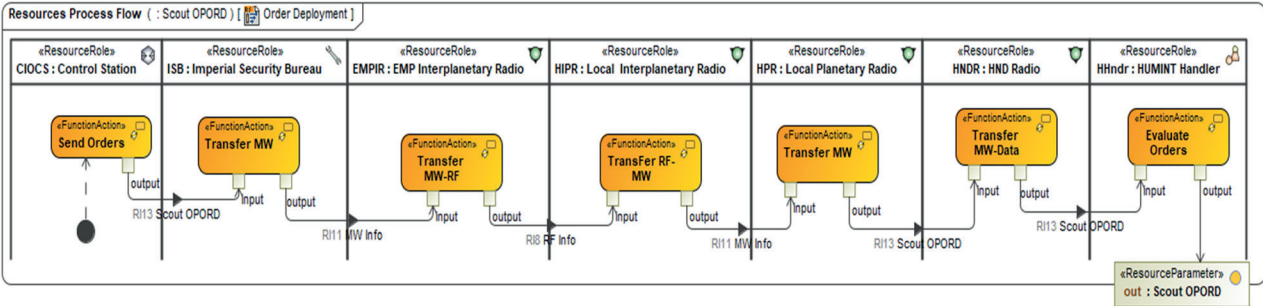 Resources Process Flow ( : Scout OPORD ) [ Order Deployment ]
«ResourceRole»
CIOCS : Control Station
«ResourceRole»
ISB : Imperial Security Bureau
«ResourceRole»
EMPIR : EMP Interplanetary Radio
«ResourceRole»
HIPR : Local Interplanetary Radio
«ResourceRole»
HPR : Local Planetary Radio
«ResourceRole»
HNDR : HND Radio
«ResourceRole»
HHndr : HUMINT Handler
«FunctionAction»
Send Orders
output
RI13 Scout OPORD
«FunctionAction»
Transfer MW
Input
output
RI11 MW Info
«FunctionAction»
Transfer
MW-RF
Input
output
RI8 RF Info
«FunctionAction»
TransFer RF-
MW
Input
output
RI11 MW Info
«FunctionAction»
Transfer MW
Input
output
RI13 Scout OPORD
«FunctionAction»
Transfer
MW-Data
Input
output
RI13 Scout OPORD
«FunctionAction»
Evaluate
Orders
Input
output
«ResourceParameter»
out : Scout OPORD